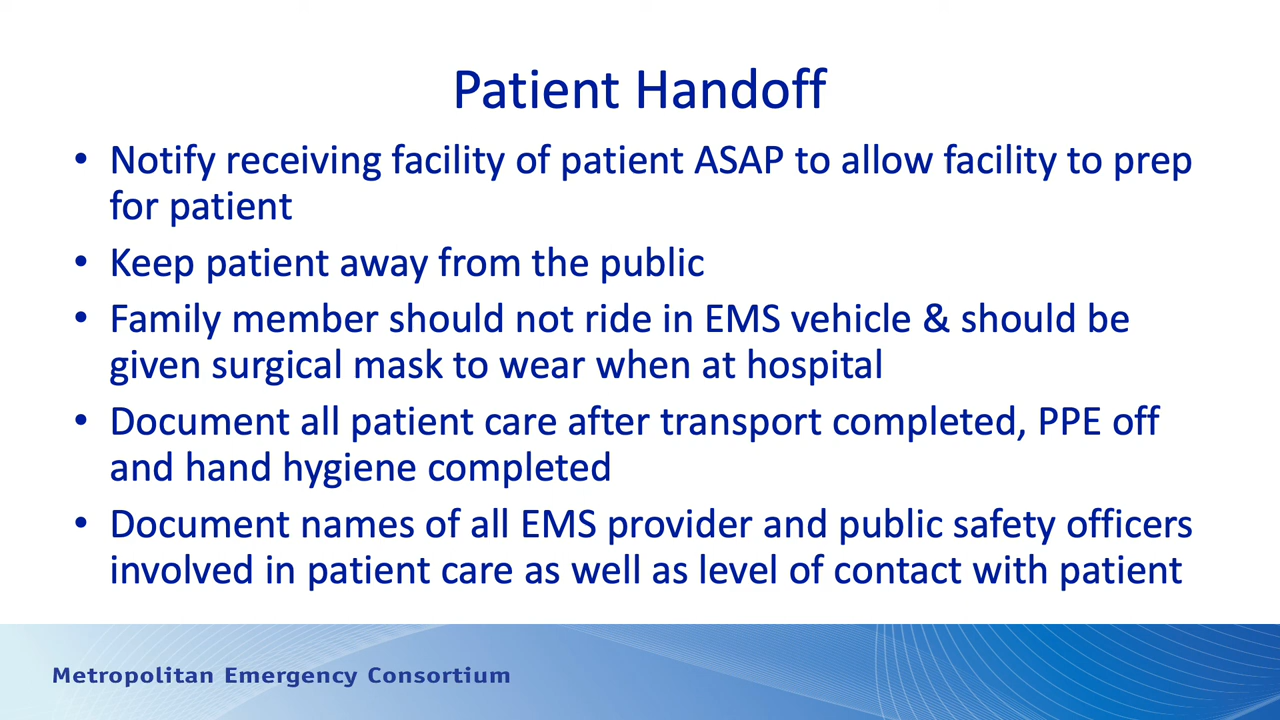 Patient Handoff
• Notify receiving facility of patient ASAP to allow facility to prep
for patient
• Keep patient away from the public
• Family member should not ride in EMS vehicle & should be
given surgical mask to wear when at hospital
• Document all patient care after transport completed, PPE off
and hand hygiene completed
• Document names of all EMS provider and public safety officers
involved in patient care as well as level of contact with patient
Metropolitan Emergency Consortium